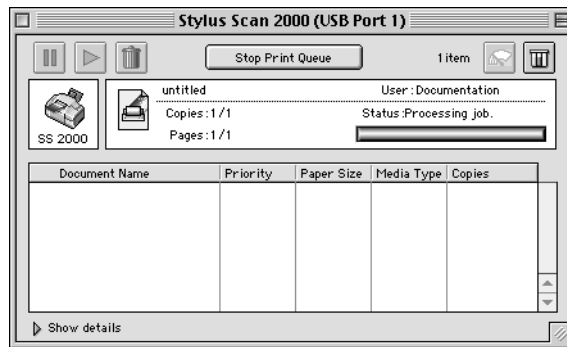 Stylus Scan 2000 (USB Port 1)
Stop Print Queue 1 item
untitled User : Documentation
Copies : 1 / 1 Status : Processing job.
Pages : 1 / 1
SS 2000
Document Name Priority Paper Size Media Type Copies
Show details